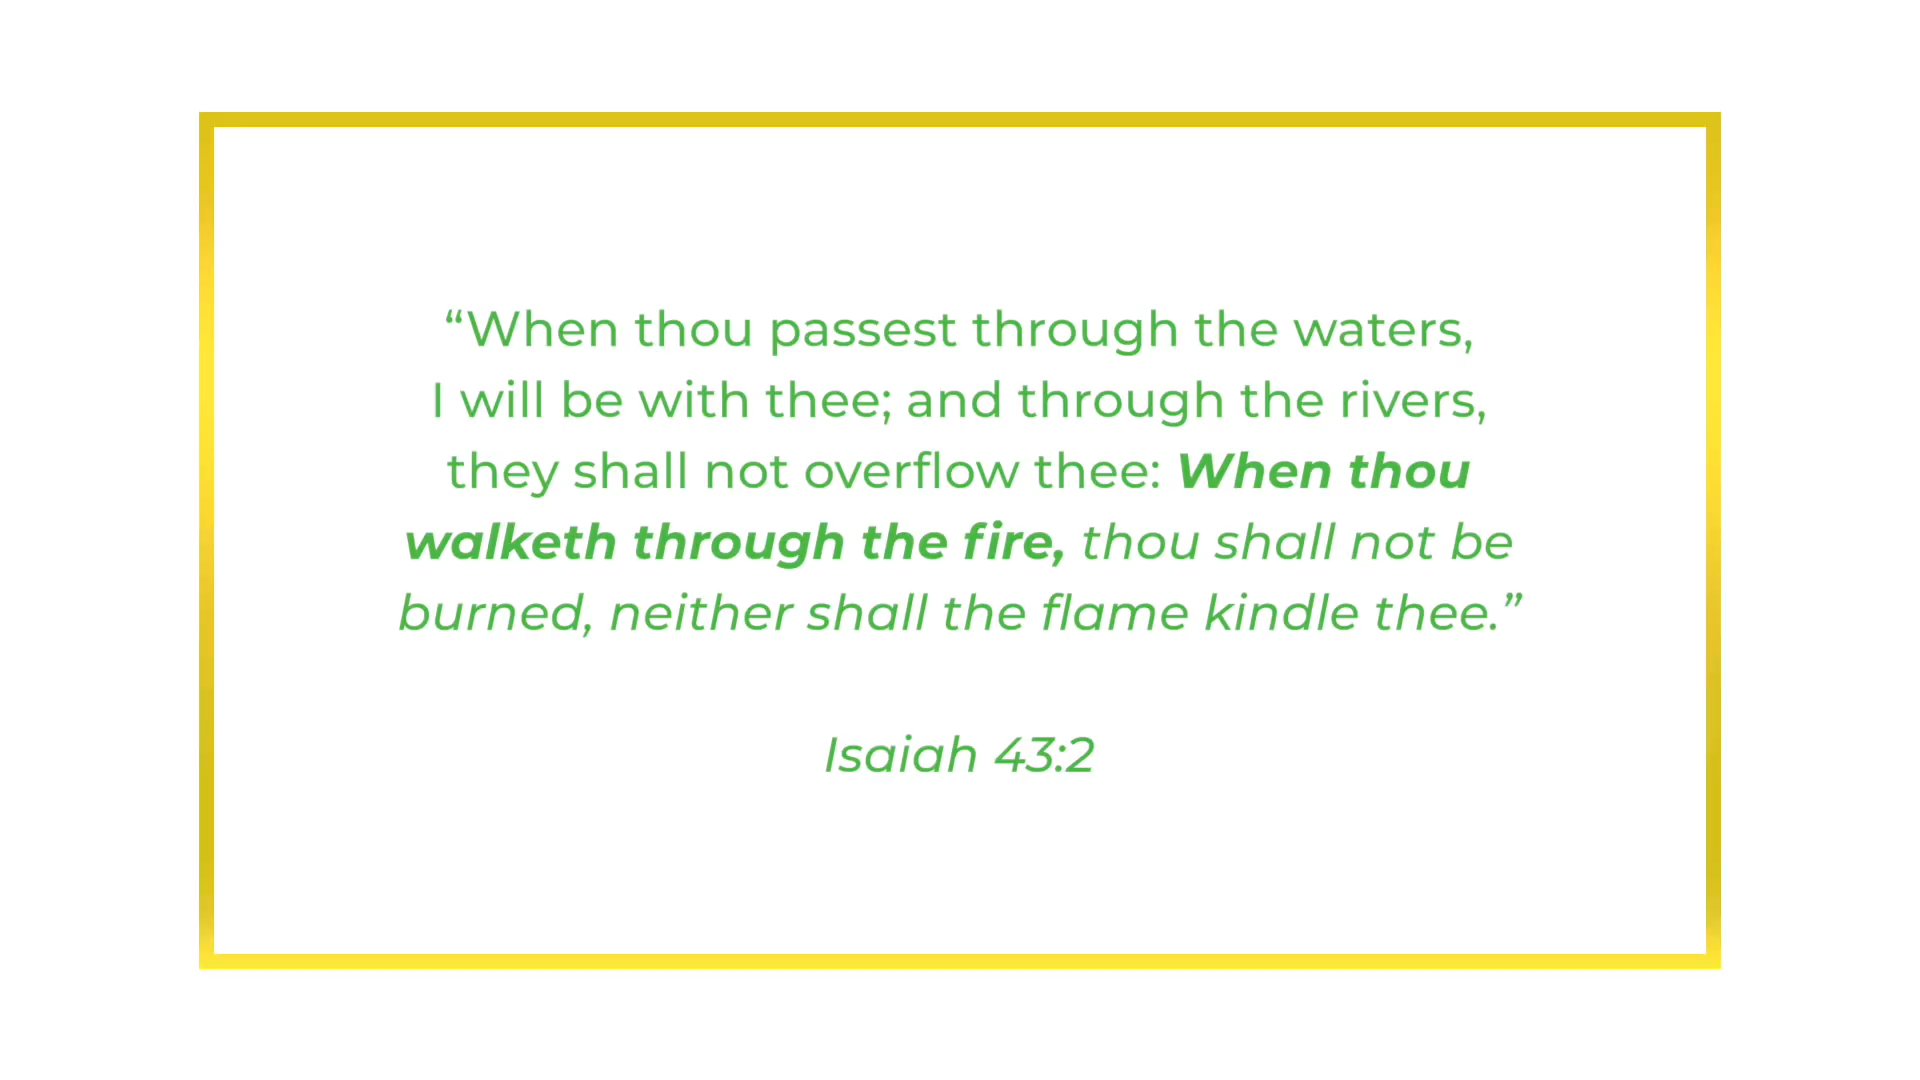 “When thou passest through the waters,
I will be with thee; and through the rivers,
they shall not overflow thee: When thou
walketh through the fire, thou shall not be
burned, neither shall the flame kindle thee.”
Isaiah 43:2